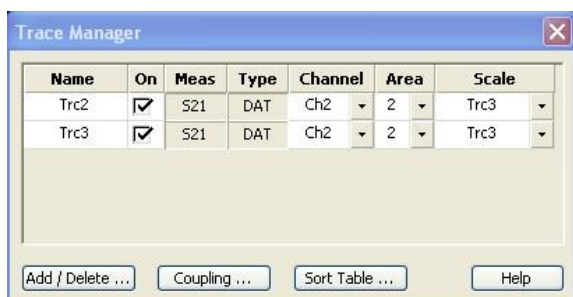 Trace Manager
Name On Meas Type Channel Area Scale
Trc2 S21 DAT Ch2 2 Trc3
Trc3 S21 DAT Ch2 2 Trc3
Add / Delete ... Coupling ... Sort Table ... Help